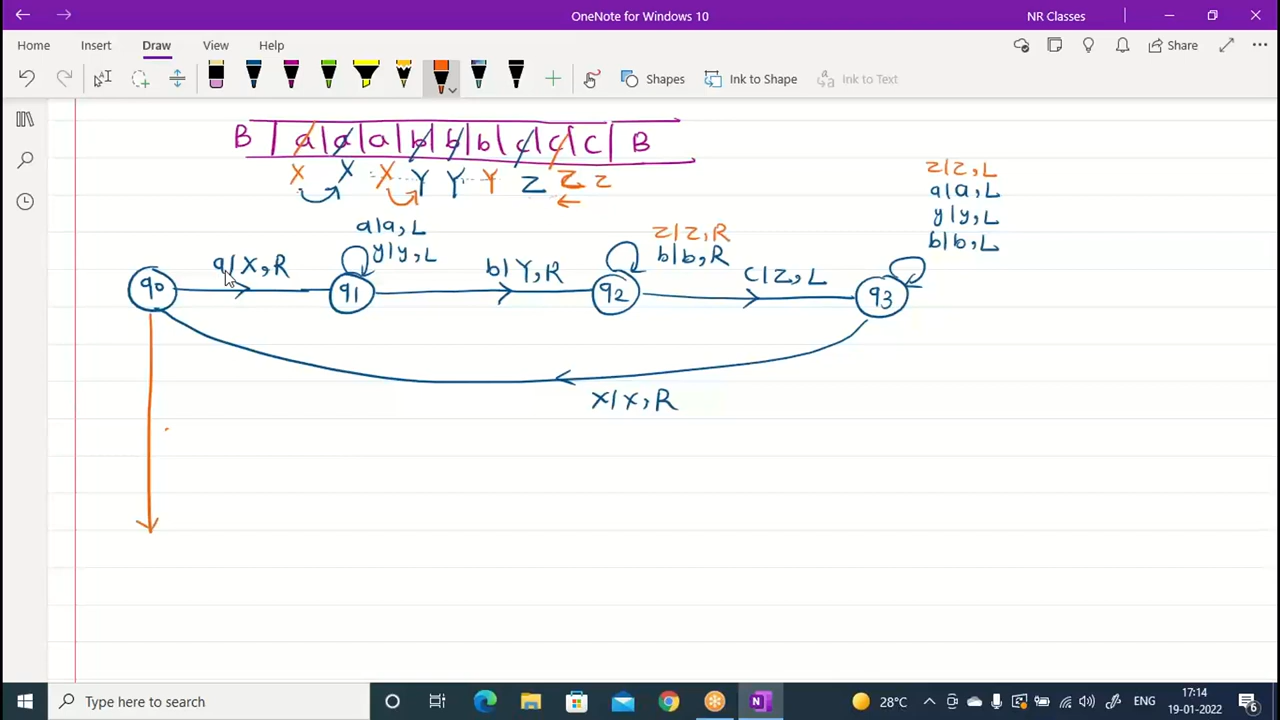 OneNote for Windows 10
NR Classes
Home Insert Draw View Help
Share
Shapes
Ink to Shape
Ink to Text
B | a | a | a | b | b | b | c | c | c | B
X X X Y Y Y Z Z z
z|z, L
a|a, L
y|y, L
b|b, L
a|a, L
y|y, L
z|z, R
b|b, R
a|X, R
b|Y, R
C|Z, L
q0
q1
q2
q3
x|x, R
Type here to search
28°C
ENG
17:14
19-01-2022
6